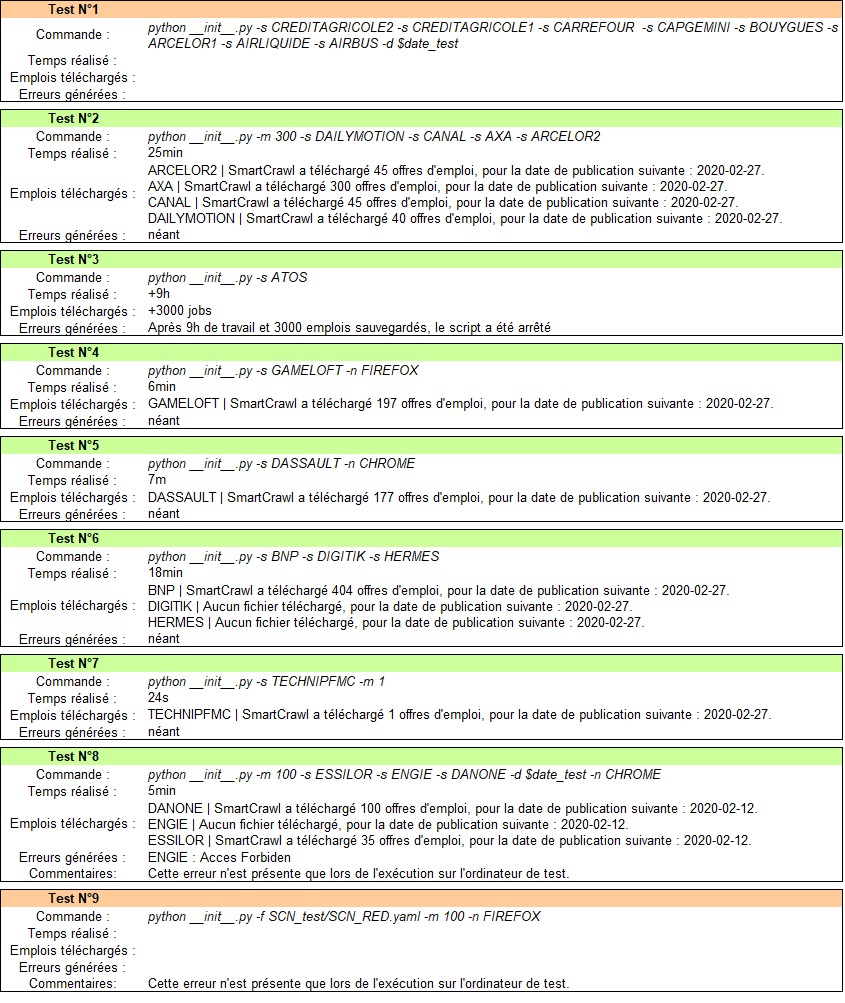 Test N°1
Commande : python __init__.py -s CREDITAGRICOLE2 -s CREDITAGRICOLE1 -s CARREFOUR -s CAPGEMINI -s BOUYGUES -s
ARCELOR1 -s AIRLIQUIDE -s AIRBUS -d $date_test
Temps réalisé :
Emplois téléchargés :
Erreurs générées :
Test N°2
Commande : python __init__.py -m 300 -s DAILYMOTION -s CANAL -s AXA -s ARCELOR2
Temps réalisé : 25min
ARCELOR2 | SmartCrawl a téléchargé 45 offres d'emploi, pour la date de publication suivante : 2020-02-27.
AXA | SmartCrawl a téléchargé 300 offres d'emploi, pour la date de publication suivante : 2020-02-27.
Emplois téléchargés :
CANAL | SmartCrawl a téléchargé 45 offres d'emploi, pour la date de publication suivante : 2020-02-27.
DAILYMOTION | SmartCrawl a téléchargé 40 offres d'emploi, pour la date de publication suivante : 2020-02-27.
Erreurs générées : néant
Test N°3
Commande : python __init__.py -s ATOS
Temps réalisé : +9h
Emplois téléchargés : +3000 jobs
Erreurs générées : Après 9h de travail et 3000 emplois sauvegardés, le script a été arrêté
Test N°4
Commande : python __init__.py -s GAMELOFT -n FIREFOX
Temps réalisé : 6min
Emplois téléchargés : GAMELOFT | SmartCrawl a téléchargé 197 offres d'emploi, pour la date de publication suivante : 2020-02-27.
Erreurs générées : néant
Test N°5
Commande : python __init__.py -s DASSAULT -n CHROME
Temps réalisé : 7m
Emplois téléchargés : DASSAULT | SmartCrawl a téléchargé 177 offres d'emploi, pour la date de publication suivante : 2020-02-27.
Erreurs générées : néant
Test N°6
Commande : python __init__.py -s BNP -s DIGITIK -s HERMES
Temps réalisé : 18min
BNP | SmartCrawl a téléchargé 404 offres d'emploi, pour la date de publication suivante : 2020-02-27.
Emplois téléchargés : DIGITIK | Aucun fichier téléchargé, pour la date de publication suivante : 2020-02-27.
HERMES | Aucun fichier téléchargé, pour la date de publication suivante : 2020-02-27.
Erreurs générées : néant
Test N°7
Commande : python __init__.py -s TECHNIPFMC -m 1
Temps réalisé : 24s
Emplois téléchargés : TECHNIPFMC | SmartCrawl a téléchargé 1 offres d'emploi, pour la date de publication suivante : 2020-02-27.
Erreurs générées : néant
Test N°8
Commande : python __init__.py -m 100 -s ESSILOR -s ENGIE -s DANONE -d $date_test -n CHROME
Temps réalisé : 5min
DANONE | SmartCrawl a téléchargé 100 offres d'emploi, pour la date de publication suivante : 2020-02-12.
Emplois téléchargés : ENGIE | Aucun fichier téléchargé, pour la date de publication suivante : 2020-02-12.
ESSILOR | SmartCrawl a téléchargé 35 offres d'emploi, pour la date de publication suivante : 2020-02-12.
Erreurs générées : ENGIE : Acces Forbiden
Commentaires: Cette erreur n'est présente que lors de l'exécution sur l'ordinateur de test.
Test N°9
Commande : python __init__.py -f SCN_test/SCN_RED.yaml -m 100 -n FIREFOX
Temps réalisé :
Emplois téléchargés :
Erreurs générées :
Commentaires: Cette erreur n'est présente que lors de l'exécution sur l'ordinateur de test.